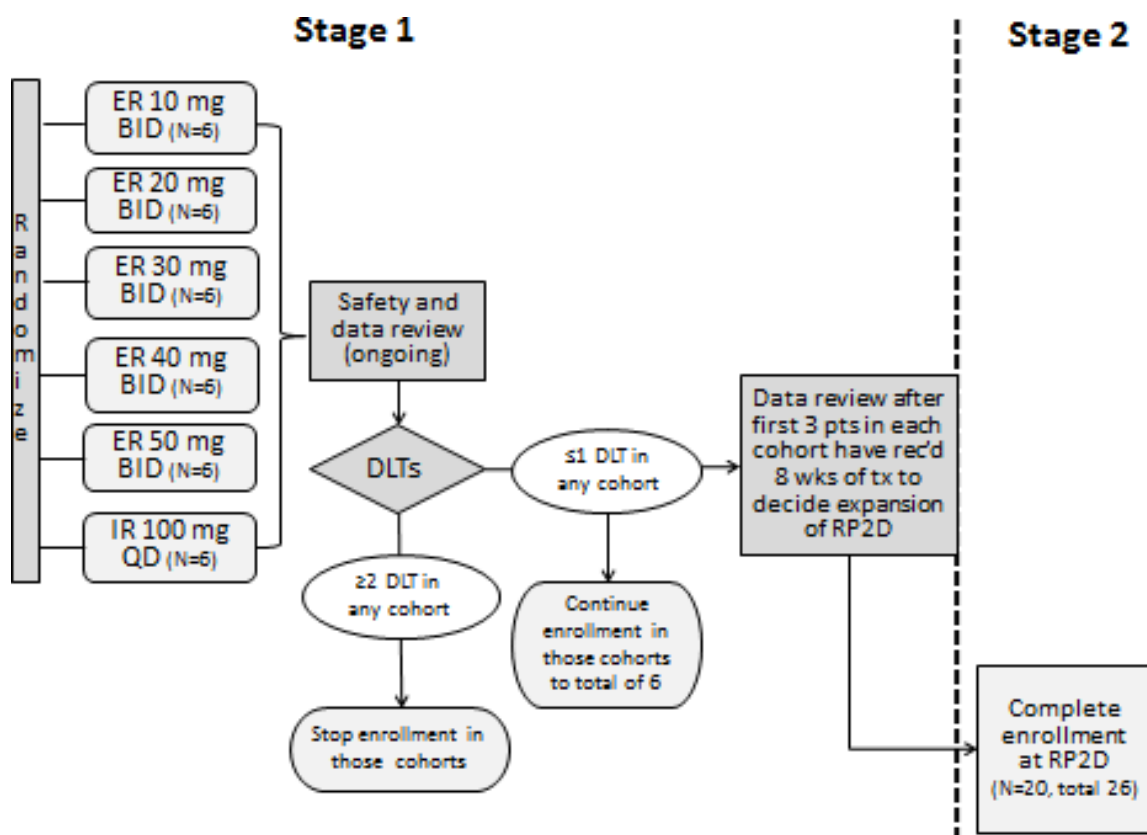 Stage 1
Stage 2
Randomize
ER 10 mg
BID (N=6)
ER 20 mg
BID (N=6)
ER 30 mg
BID (N=6)
ER 40 mg
BID (N=6)
ER 50 mg
BID (N=6)
IR 100 mg
QD (N=6)
Safety and
data review
(ongoing)
DLTs
≥2 DLT in
any cohort
Stop enrollment in
those cohorts
≤1 DLT in
any cohort
Continue
enrollment in
those cohorts
to total of 6
Data review after
first 3 pts in each
cohort have rec'd
8 wks of tx to
decide expansion
of RP2D
Complete
enrollment
at RP2D
(N=20, total 26)